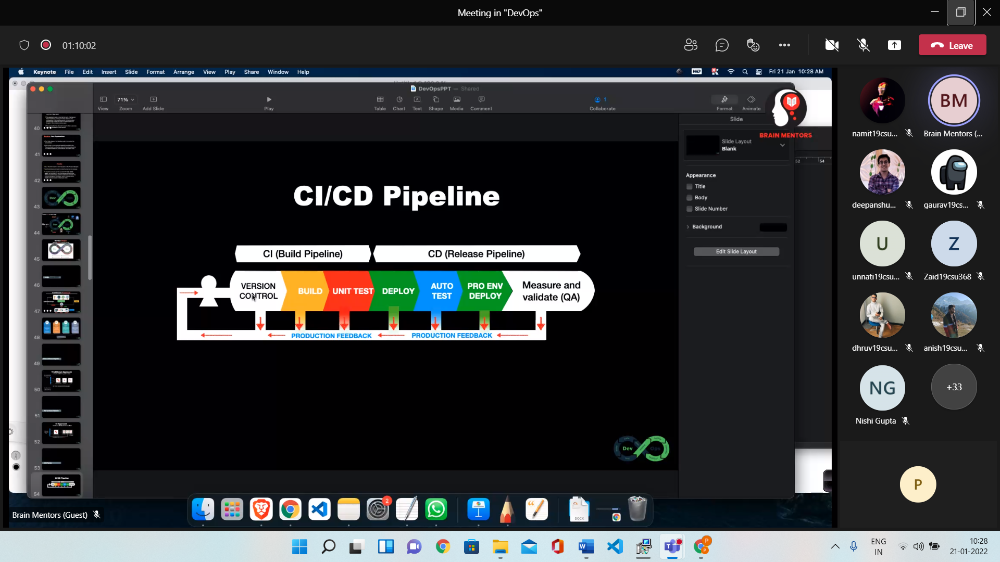 Meeting in "DevOps"
01:10:02
Leave
Keynote File Edit Insert Slide Format Arrange View Play Share Window Help
Fri 21 Jan 10:28 AM
DevOpsPPT — Shared
71%
View Zoom Add Slide Play Table Chart Text Shape Media Comment
1
Collaborate
Format Animate
BRAIN MENTORS
Slide
Slide Layout
Blank
Appearance
Title
Body
Slide Number
Background
Edit Slide Layout
52 54
40
41
42
43
44
45
46
47
48
49
50
51
52
53
54
CI/CD Pipeline
CI (Build Pipeline)
CD (Release Pipeline)
VERSION
CONTROL
BUILD
UNIT TEST
DEPLOY
AUTO
TEST
PRO ENV
DEPLOY
Measure and
validate (QA)
PRODUCTION FEEDBACK
PRODUCTION FEEDBACK
Dev Ops
namit19csu...
BM
Brain Mentors (...
deepanshu...
gaurav19cs...
U
unnati19csu...
Z
Zaid19csu368
dhruv19csu...
anish19csu...
NG
Nishi Gupta
+33
P
2
DOCX
Brain Mentors (Guest)
ENG
IN
10:28
21-01-2022